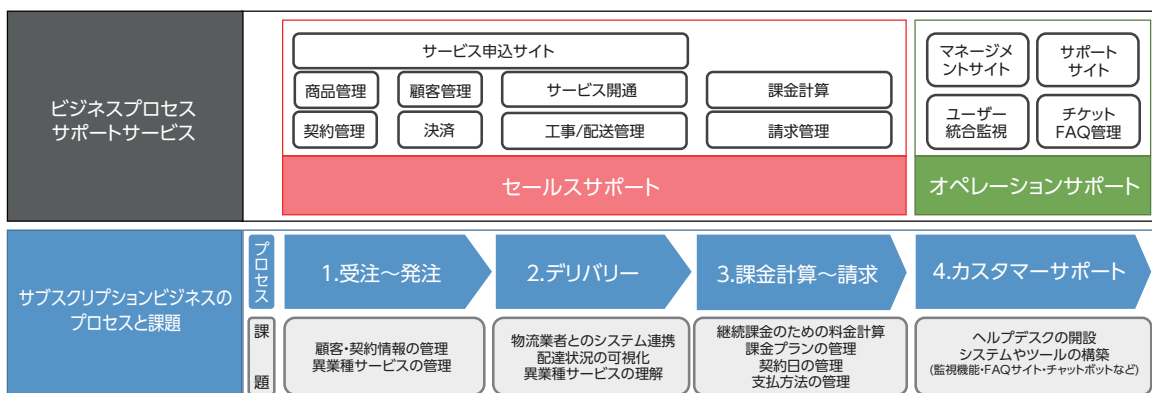 ビジネスプロセス
サポートサービス
サービス申込サイト
商品管理
顧客管理
サービス開通
課金計算
契約管理
決済
工事/配送管理
請求管理
セールスサポート
マネージメ
ントサイト
サポート
サイト
ユーザー
統合監視
チケット
FAQ管理
オペレーションサポート
サブスクリプションビジネスの
プロセスと課題
プロセス
1.受注～発注
2.デリバリー
3.課金計算～請求
4.カスタマーサポート
課題
顧客・契約情報の管理
異業種サービスの管理
物流業者とのシステム連携
配達状況の可視化
異業種サービスの理解
継続課金のための料金計算
課金プランの管理
契約日の管理
支払方法の管理
ヘルプデスクの開設
システムやツールの構築
(監視機能・FAQサイト・チャットボットなど)